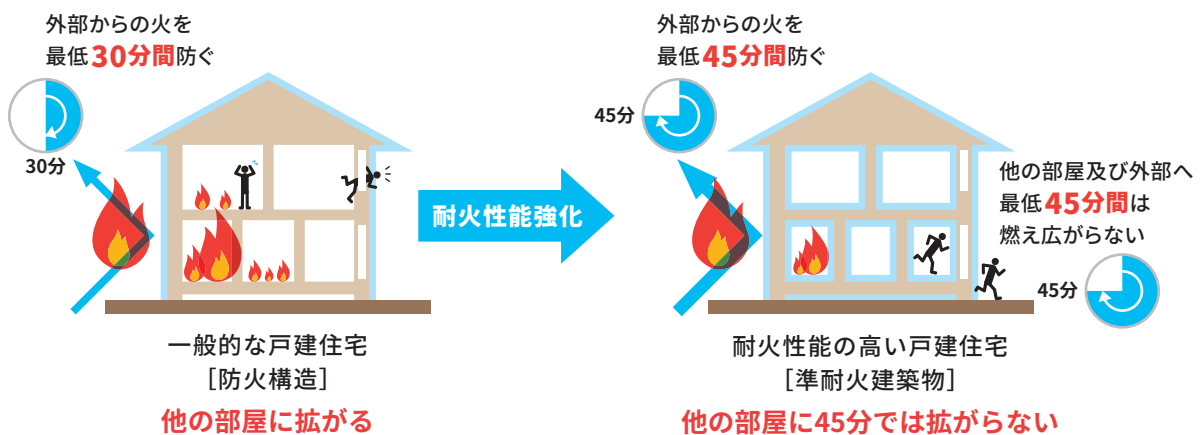 外部からの火を
最低30分間防ぐ
30分
一般的な戸建住宅
［防火構造］
他の部屋に拡がる
耐火性能強化
外部からの火を
最低45分間防ぐ
45分
他の部屋及び外部へ
最低45分間は
燃え広がらない
45分
耐火性能の高い戸建住宅
［準耐火建築物］
他の部屋に45分では拡がらない